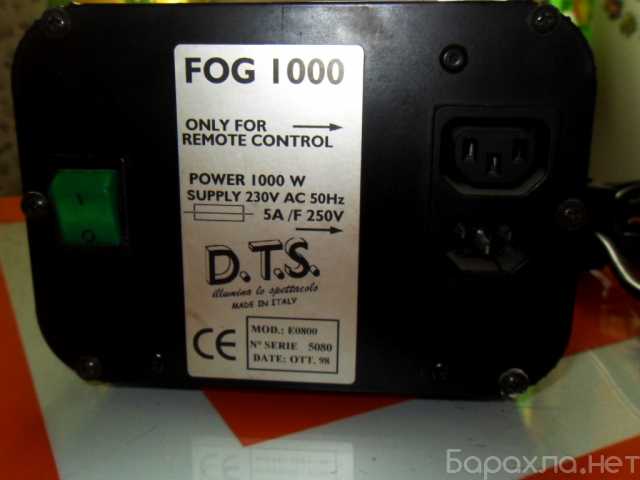 FOG 1000
ONLY FOR
REMOTE CONTROL
POWER 1000 W
SUPPLY 230V AC 50Hz
5A /F 250V
D.T.S.
illumina lo spettacolo
MADE IN ITALY
CE
MOD.: E0800
N° SERIE 5080
DATE: OTT. 98
I
O
Барахла.нет